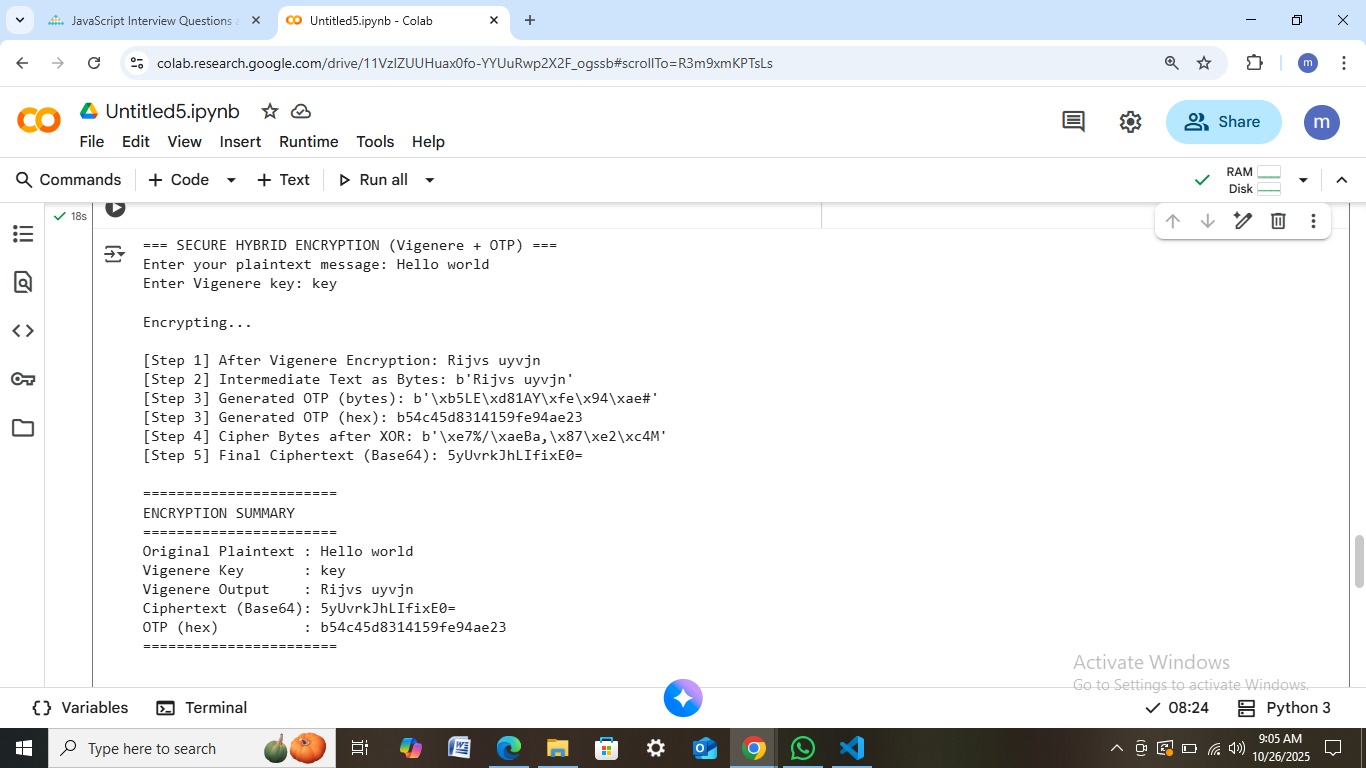 JavaScript Interview Questions a
Untitled5.ipynb - Colab
colab.research.google.com/drive/11VzIZUUHuax0fo-YYUuRwp2X2F_ogssb#scrollTo=R3m9xmKPTsLs
m
Untitled5.ipynb
File Edit View Insert Runtime Tools Help
Share
m
Commands + Code + Text Run all
RAM
Disk
18s
=== SECURE HYBRID ENCRYPTION (Vigenere + OTP) ===
Enter your plaintext message: Hello world
Enter Vigenere key: key
Encrypting...
[Step 1] After Vigenere Encryption: Rijvs uyvjn
[Step 2] Intermediate Text as Bytes: b'Rijvs uyvjn'
[Step 3] Generated OTP (bytes): b'\xb5LE\xd81AY\xfe\x94\xae#'
[Step 3] Generated OTP (hex): b54c45d8314159fe94ae23
[Step 4] Cipher Bytes after XOR: b'\xe7%/\xaeBa,\x87\xe2\xc4M'
[Step 5] Final Ciphertext (Base64): 5yUvrkJhLIfixE0=
=======================
ENCRYPTION SUMMARY
=======================
Original Plaintext : Hello world
Vigenere Key : key
Vigenere Output : Rijvs uyvjn
Ciphertext (Base64): 5yUvrkJhLIfixE0=
OTP (hex) : b54c45d8314159fe94ae23
=======================
Activate Windows
Go to Settings to activate Windows.
Variables Terminal
08:24 Python 3
Type here to search
9:05 AM
10/26/2025